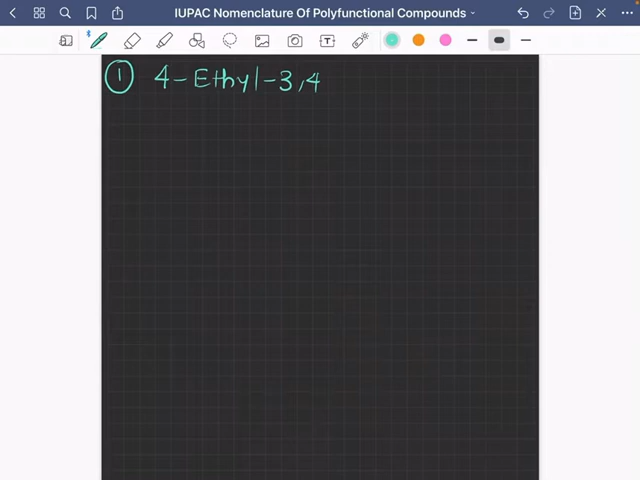 IUPAC Nomenclature Of Polyfunctional Compounds
① 4-Ethyl-3,4